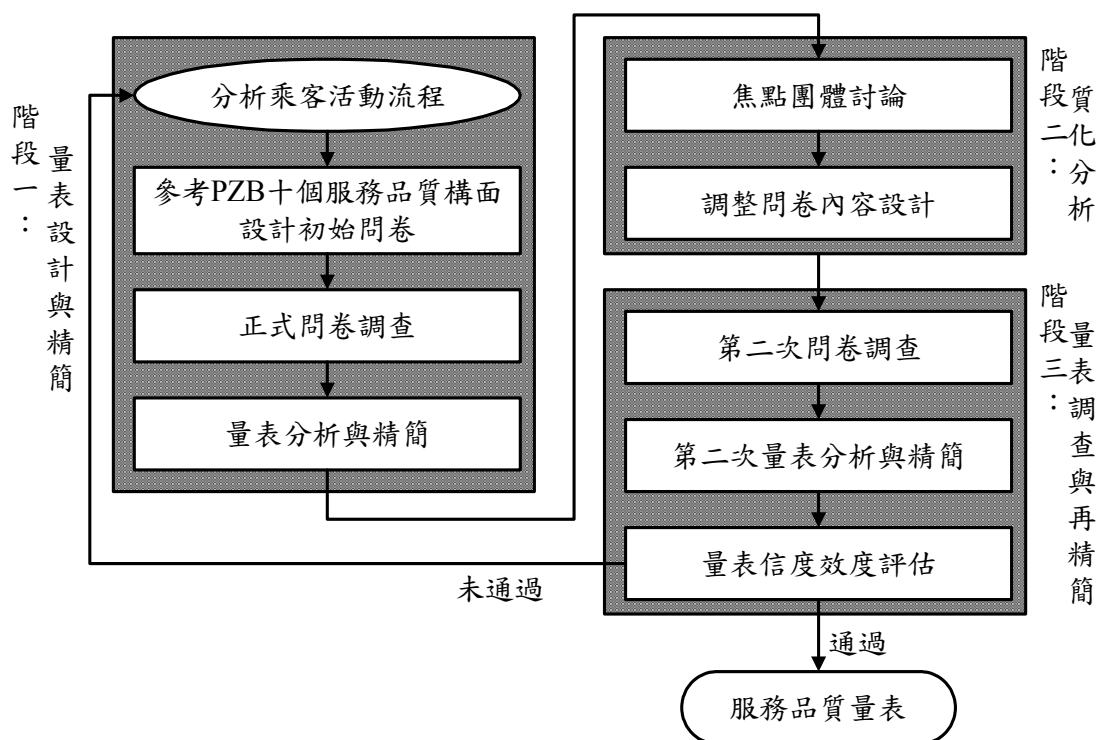 階段一：
量表設計與精簡
分析乘客活動流程
參考PZB十個服務品質構面
設計初始問卷
正式問卷調查
量表分析與精簡
階段二：
質化分析
焦點團體討論
調整問卷內容設計
階段三：
量表調查與再精簡
第二次問卷調查
第二次量表分析與精簡
量表信度效度評估
未通過
通過
服務品質量表